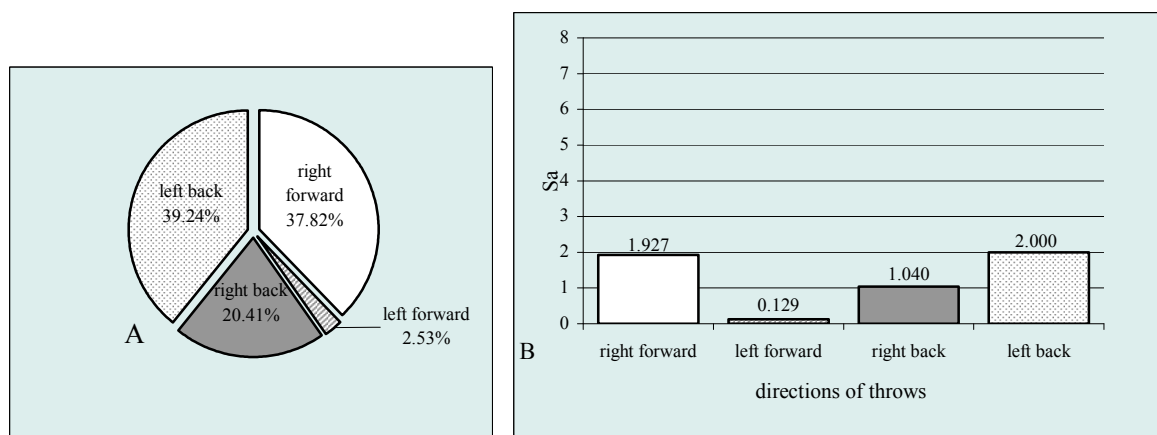 left back
39.24%
right
forward
37.82%
right back
20.41%
left forward
2.53%
A
8
7
6
5
4
3
2
1
0
Sa
1.927
0.129
1.040
2.000
right forward
left forward
right back
left back
directions of throws
B